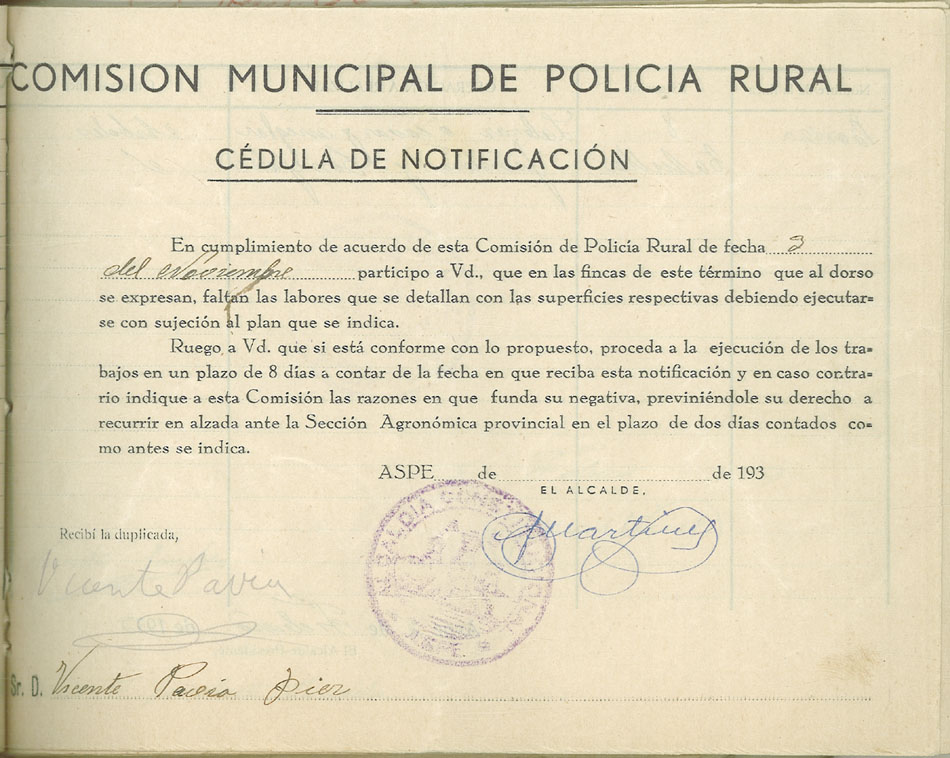 COMISION MUNICIPAL DE POLICIA RURAL
CÉDULA DE NOTIFICACIÓN
En cumplimiento de acuerdo de esta Comisión de Policía Rural de fecha 3
del Noviembre participo a Vd., que en las fincas de este término que al dorso
se expresan, faltan las labores que se detallan con las superficies respectivas debiendo ejecutar=
se con sujeción al plan que se indica.
Ruego a Vd. que si está conforme con lo propuesto, proceda a la ejecución de los tra=
bajos en un plazo de 8 días a contar de la fecha en que reciba esta notificación y en caso contra=
rio indique a esta Comisión las razones en que funda su negativa, previniéndole su derecho a
recurrir en alzada ante la Sección Agronómica provincial en el plazo de dos días contados co=
mo antes se indica.
ASPE de de 193
EL ALCALDE,
Martinez
ALCALDIA CONSTITUCIONAL
ASPE
Recibí la duplicada,
Vicente Pavia
Sr. D. Vicente Pavia Pier